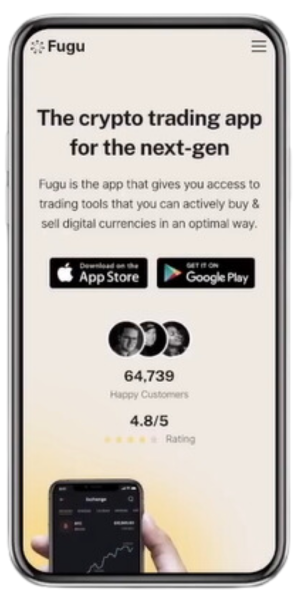 Fugu
The crypto trading app
for the next-gen
Fugu is the app that gives you access to
trading tools that you can actively buy &
sell digital currencies in an optimal way.
Download on the
App Store
GET IT ON
Google Play
64,739
Happy Customers
4.8/5
Rating
Exchange
BTC